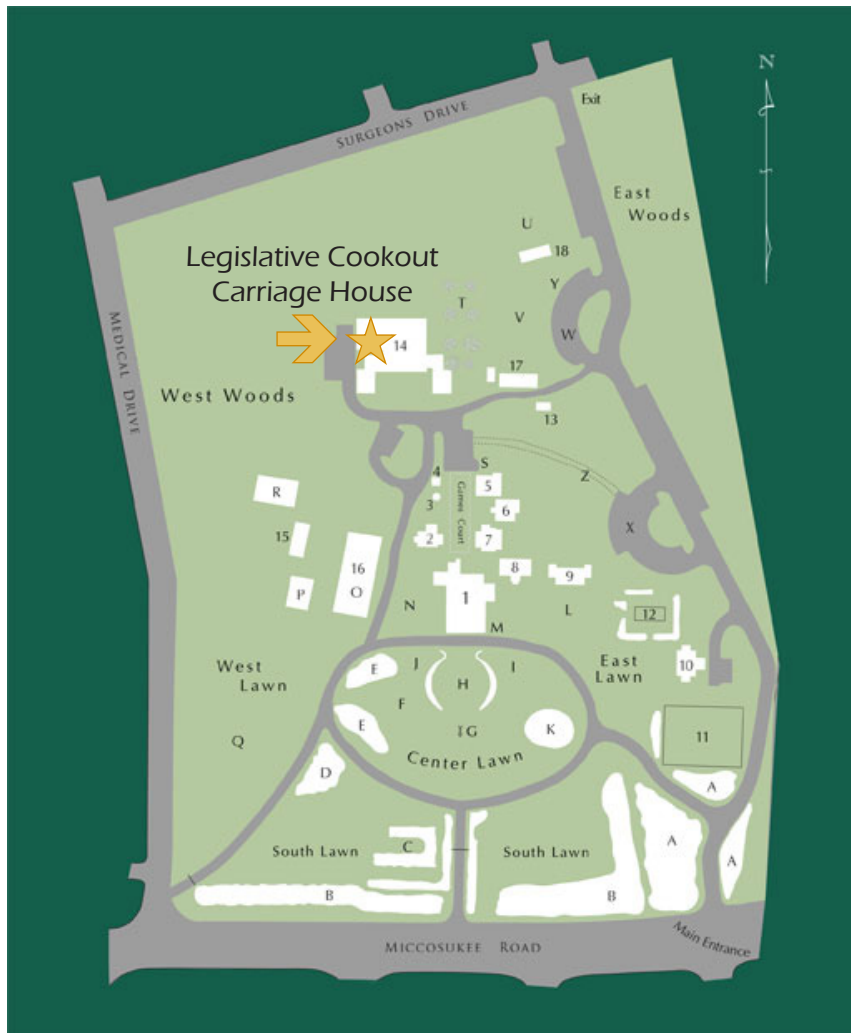 N
SURGEONS DRIVE
Exit
East
Woods
U
18
Legislative Cookout
Carriage House
Y
T
V
W
14
MEDICAL DRIVE
17
West Woods
13
S
4
Z
5
R
3
Games Court
6
X
15
2
7
16
8
9
P
O
1
N
L
12
M
East
Lawn
10
West
Lawn
J
I
E
H
F
E
G
K
11
Q
Center Lawn
D
A
South Lawn
C
South Lawn
A
A
B
B
Main Entrance
MICCOSUKEE ROAD